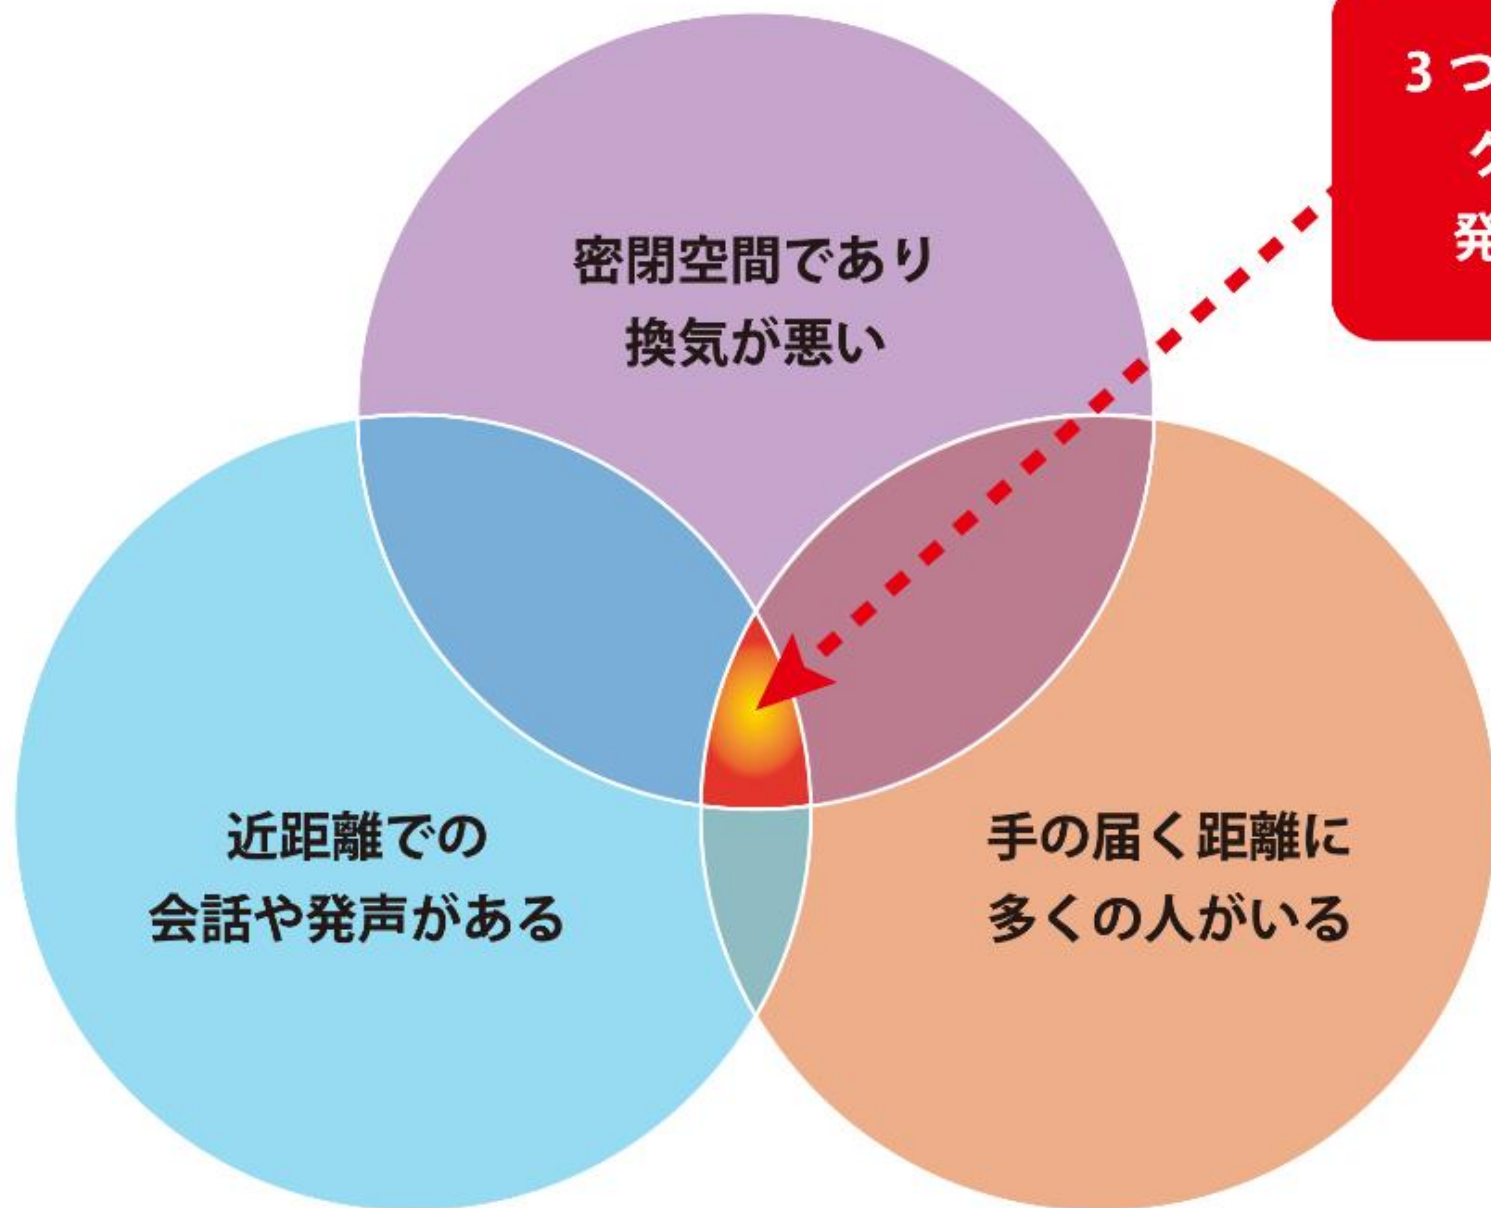 3つ
ク
発
密閉空間であり
換気が悪い
近距離での
会話や発声がある
手の届く距離に
多くの人がいる